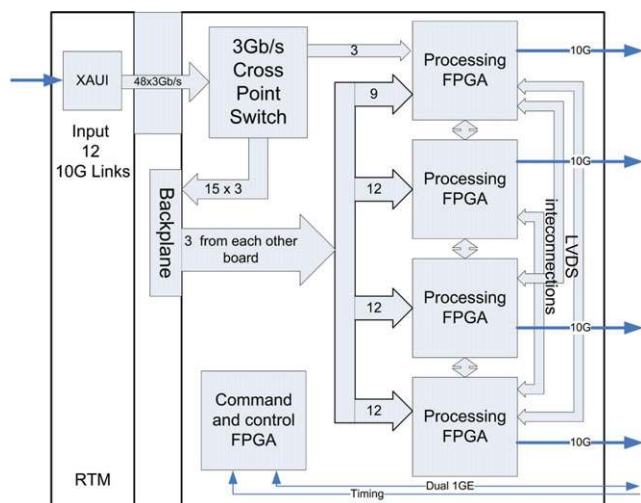 XAUI
Input
12
10G Links
48x3Gb/s
3Gb/s
Cross
Point
Switch
3
Processing
FPGA
10G
9
15 x 3
Backplane
3 from each other
board
12
Processing
FPGA
10G
LVDS
inteconnections
12
Processing
FPGA
10G
12
Processing
FPGA
10G
Command
and control
FPGA
RTM
Dual 1GE
Timing